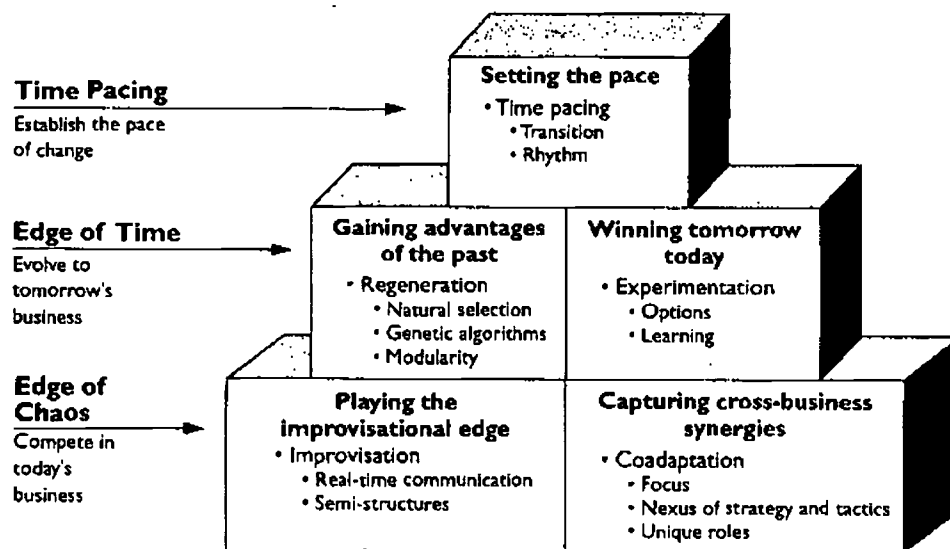 Time Pacing
Establish the pace
of change
Setting the pace
• Time pacing
• Transition
• Rhythm
Edge of Time
Evolve to
tomorrow's
business
Gaining advantages
of the past
• Regeneration
• Natural selection
• Genetic algorithms
• Modularity
Winning tomorrow
today
• Experimentation
• Options
• Learning
Edge of
Chaos
Compete in
today's
business
Playing the
improvisational edge
• Improvisation
• Real-time communication
• Semi-structures
Capturing cross-business
synergies
• Coadaptation
• Focus
• Nexus of strategy and tactics
• Unique roles